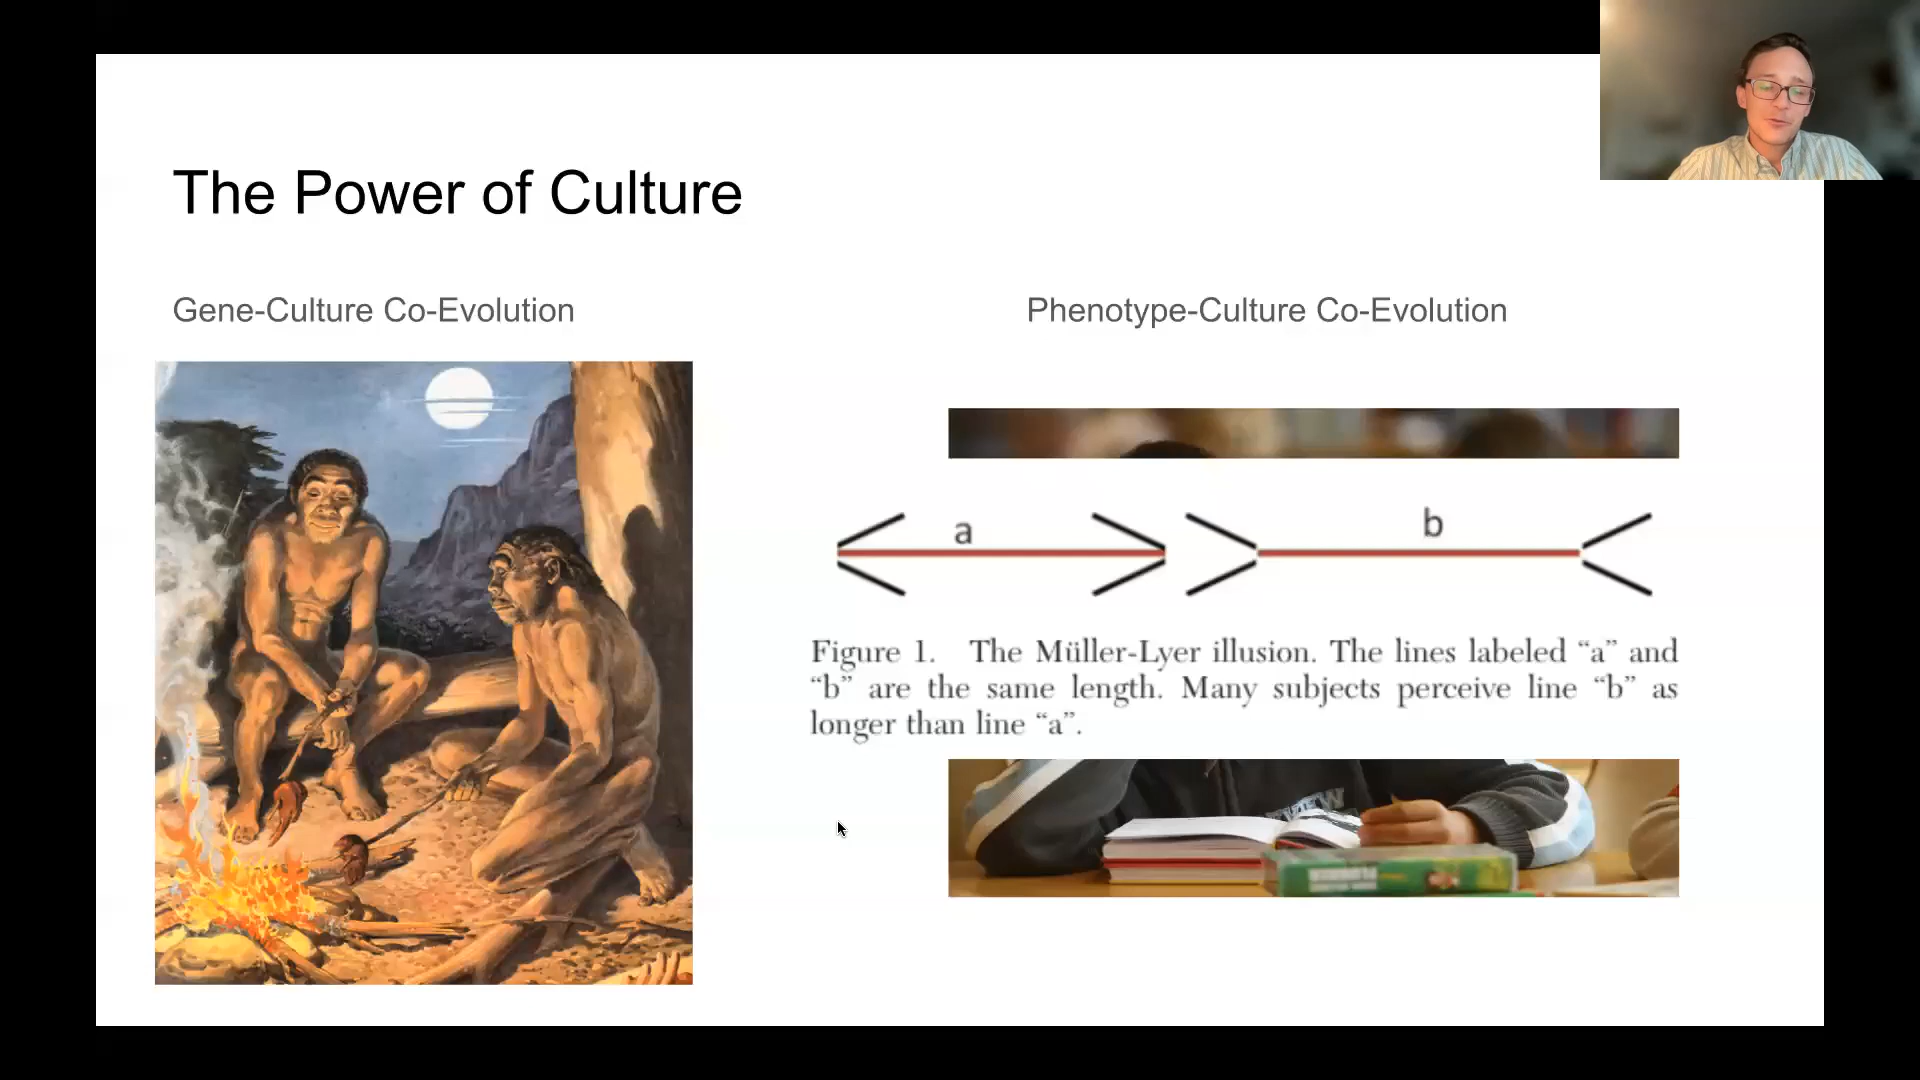 The Power of Culture
Gene-Culture Co-Evolution
Phenotype-Culture Co-Evolution
a
b
Figure 1. The Müller-Lyer illusion. The lines labeled “a” and
“b” are the same length. Many subjects perceive line “b” as
longer than line “a”.